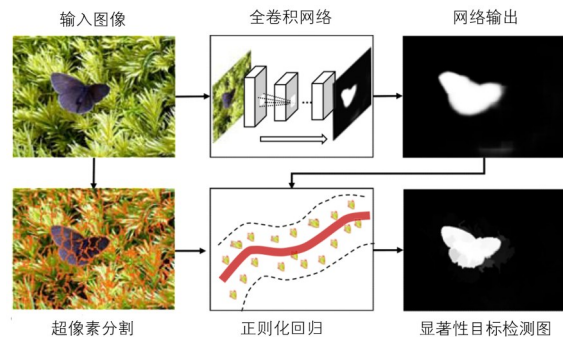 输入图像
全卷积网络
网络输出
超像素分割
正则化回归
显著性目标检测图